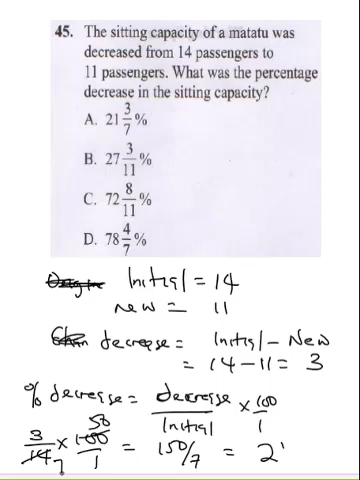 45. The sitting capacity of a matatu was
decreased from 14 passengers to
11 passengers. What was the percentage
decrease in the sitting capacity?
A. 21 3/7 %
B. 27 3/11 %
C. 72 8/11 %
D. 78 4/7 %
Initial = 14
new = 11
decrease = Initial - New
= 14 - 11 = 3
% decrease = decrease/Initial × 100/1
3/14 7 × 100 50/1 = 150/7 = 2